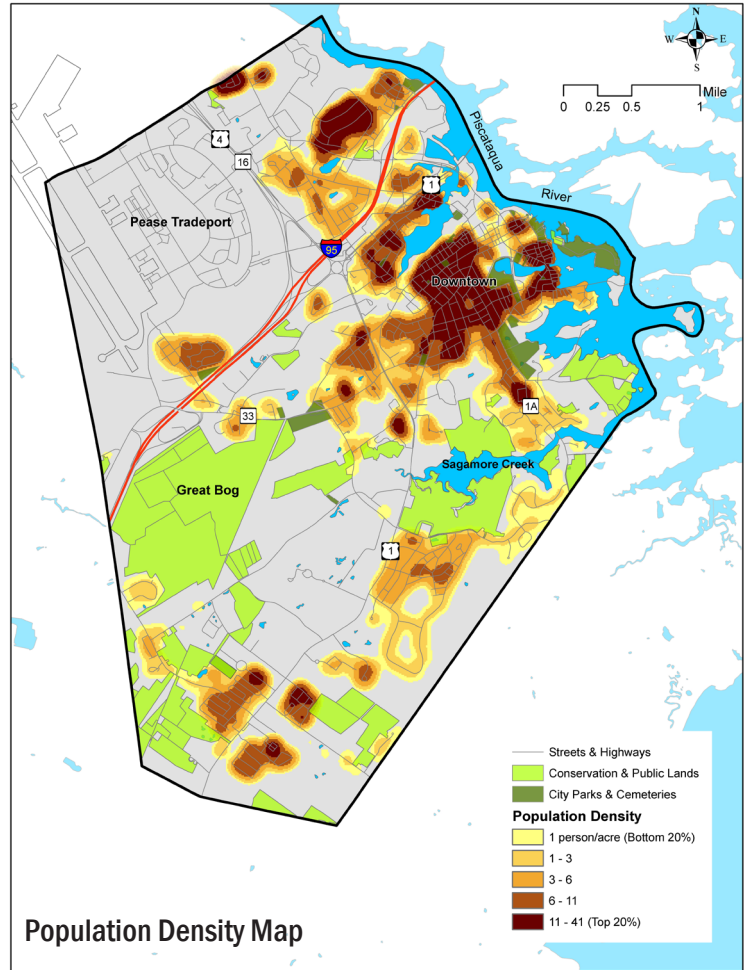 N
W E
S
Mile
0 0.25 0.5 1
Piscataqua
River
4
16
1
Pease Tradeport
95
Downtown
33
1A
Sagamore Creek
Great Bog
1
Streets & Highways
Conservation & Public Lands
City Parks & Cemeteries
Population Density
1 person/acre (Bottom 20%)
1 - 3
3 - 6
6 - 11
11 - 41 (Top 20%)
Population Density Map